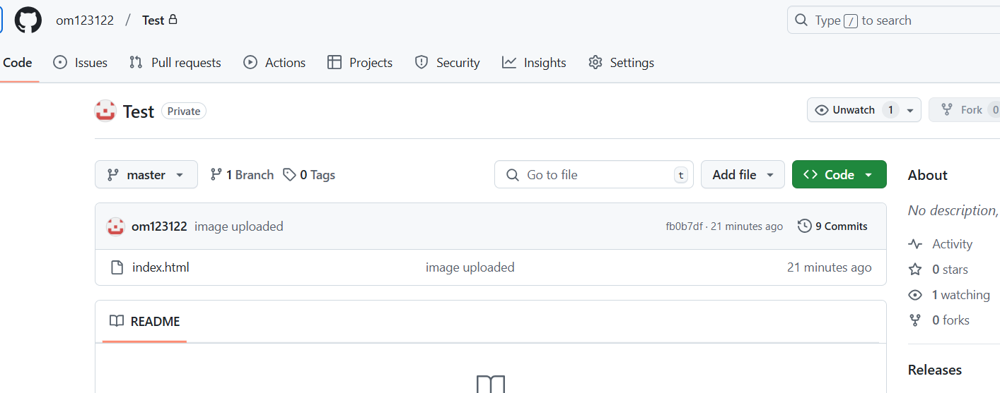 om123122 / Test
Type / to search
Code Issues Pull requests Actions Projects Security Insights Settings
Test Private
Unwatch 1 Fork 0
master 1 Branch 0 Tags
Go to file t Add file Code
About
No description,
om123122 image uploaded fb0b7df · 21 minutes ago 9 Commits
index.html image uploaded 21 minutes ago
Activity
0 stars
1 watching
0 forks
README
Releases